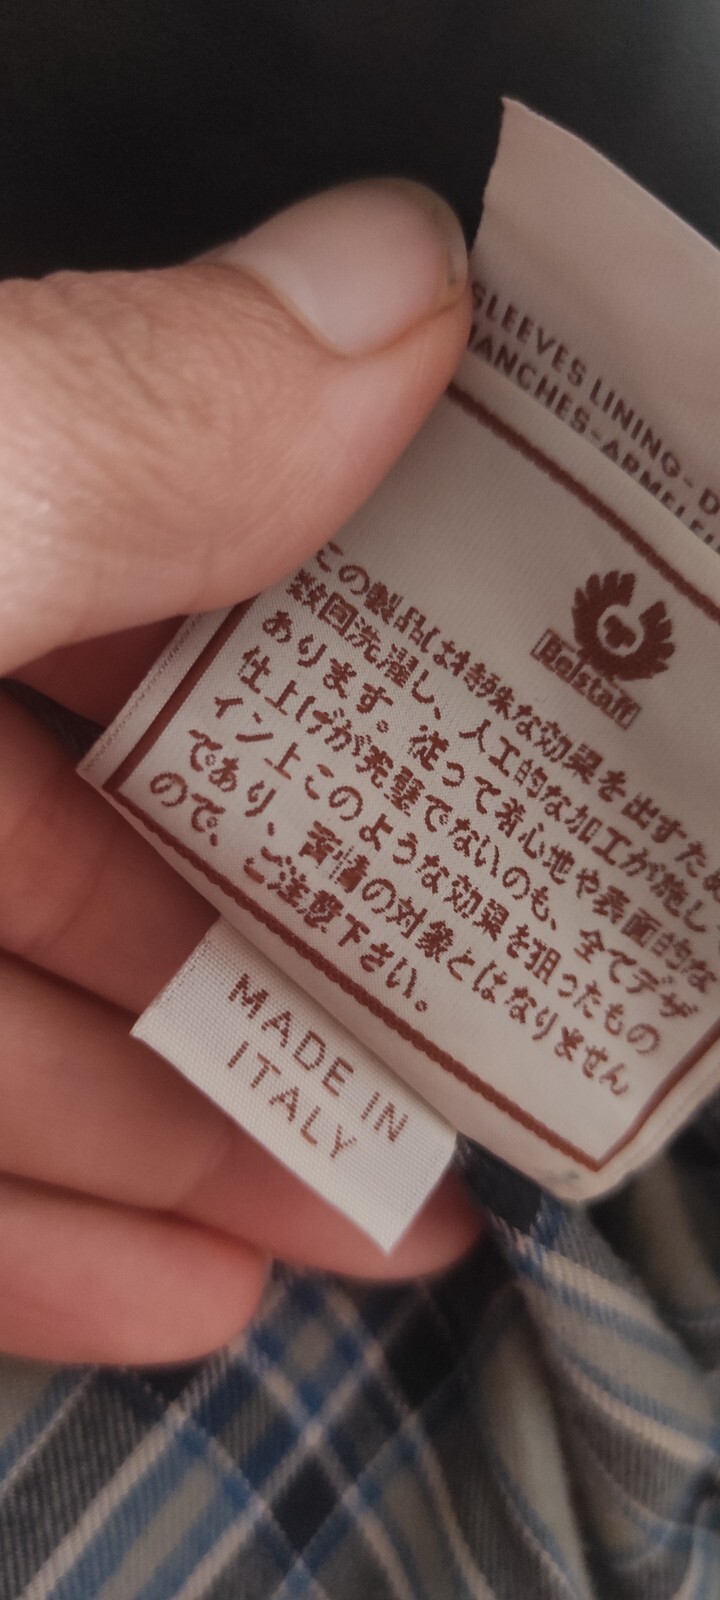 SLEEVES LINING - D
MANCHES-ARMELFU
Belstaff
この製品は特殊な効果を出すため
数回洗濯し、人工的な加工が施し
あります。従って着心地や表面的な
仕上げが完璧でないのも、全てデザ
イン上このような効果を狙ったもの
であり、苦情の対象とはなりません
ので、ご注意下さい。
MADE IN
ITALY